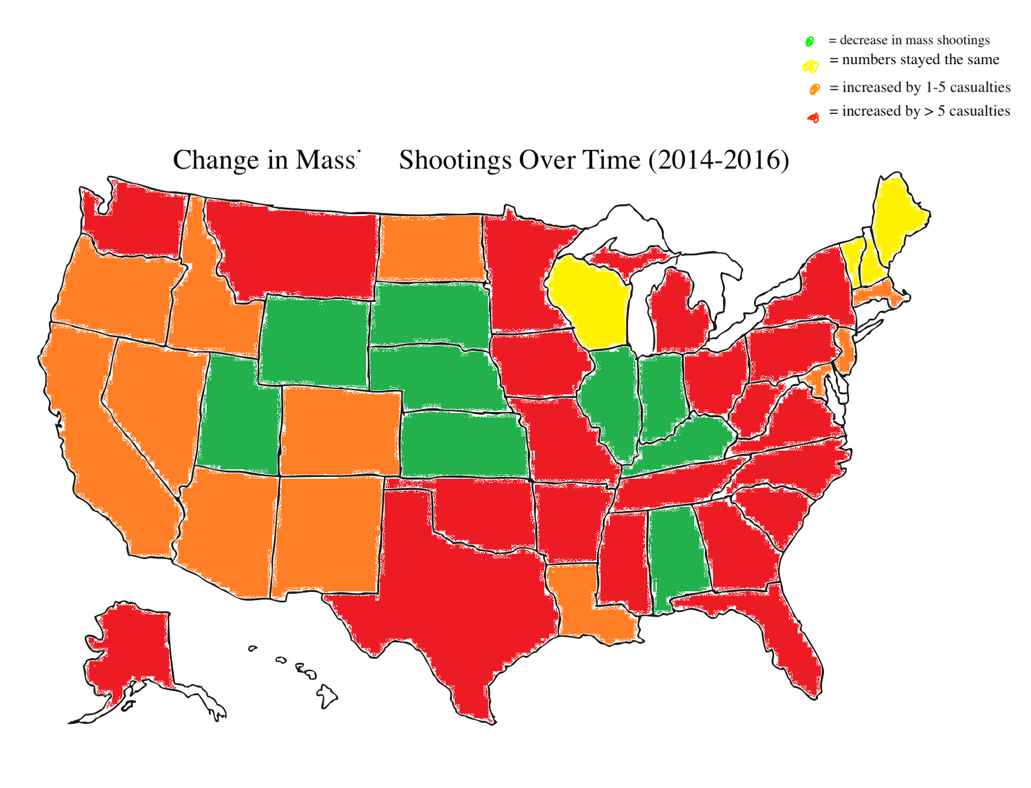 = decrease in mass shootings
= numbers stayed the same
= increased by 1-5 casualties
= increased by > 5 casualties
Change in Mass Shootings Over Time (2014-2016)